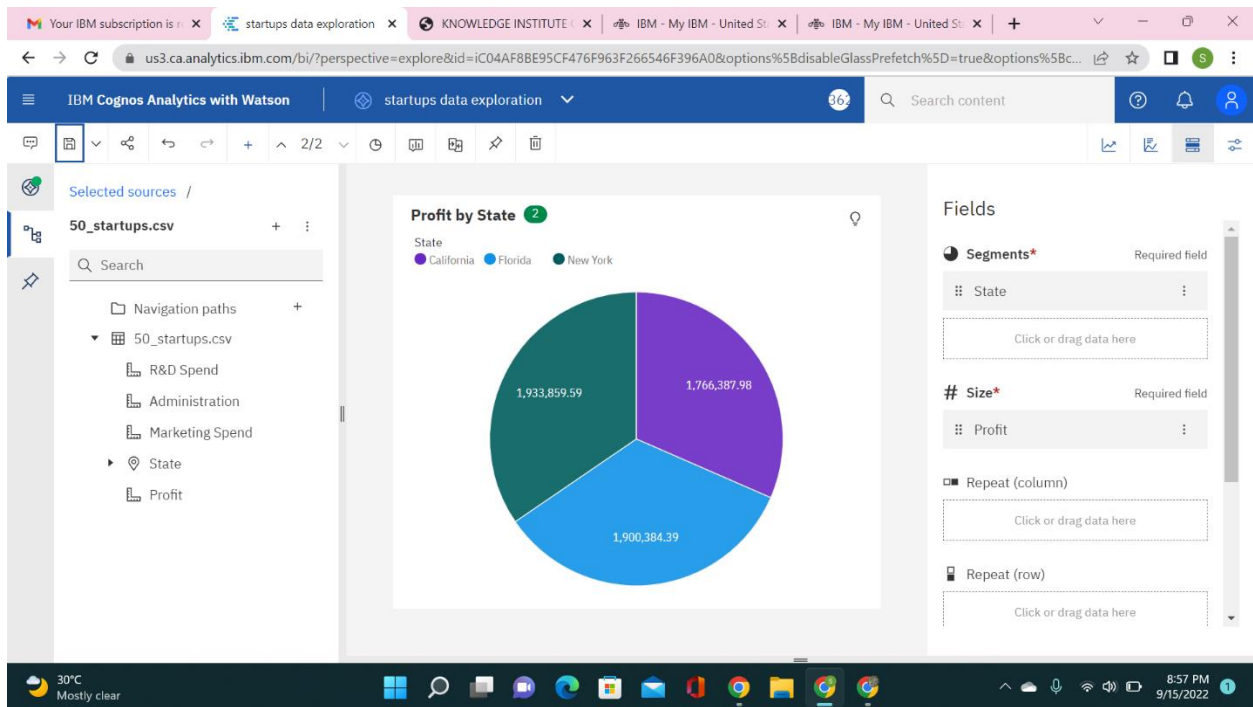 Your IBM subscription is r
startups data exploration
KNOWLEDGE INSTITUTE
IBM - My IBM - United St
IBM - My IBM - United St
us3.ca.analytics.ibm.com/bi/?perspective=explore&id=iC04AF8BE95CF476F963F266546F396A0&options%5BdisableGlassPrefetch%5D=true&options%5Bc...
S
IBM Cognos Analytics with Watson
startups data exploration
362
Search content
2/2
Selected sources /
50_startups.csv
Search
Navigation paths
50_startups.csv
R&D Spend
Administration
Marketing Spend
State
Profit
Profit by State 2
State
California Florida New York
1,933,859.59
1,766,387.98
1,900,384.39
Fields
Segments* Required field
State
Click or drag data here
# Size* Required field
Profit
Repeat (column)
Click or drag data here
Repeat (row)
Click or drag data here
30°C
Mostly clear
8:57 PM
9/15/2022
1